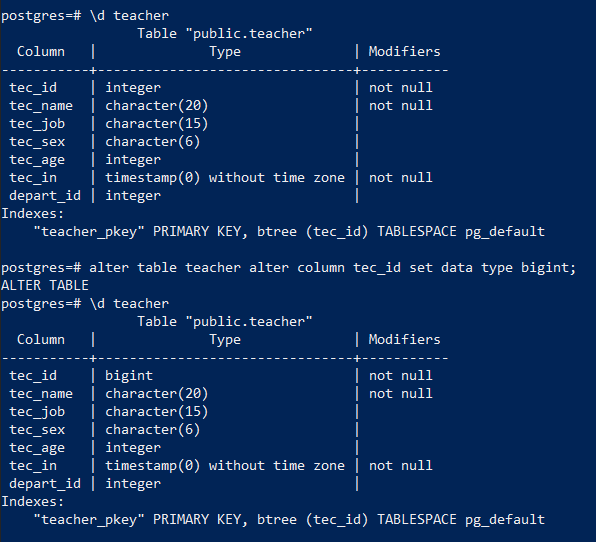 postgres=# \d teacher
                 Table "public.teacher"
  Column   |              Type              | Modifiers
-----------+--------------------------------+-----------
 tec_id    | integer                        | not null
 tec_name  | character(20)                  | not null
 tec_job   | character(15)                  |
 tec_sex   | character(6)                   |
 tec_age   | integer                        |
 tec_in    | timestamp(0) without time zone | not null
 depart_id | integer                        |
Indexes:
    "teacher_pkey" PRIMARY KEY, btree (tec_id) TABLESPACE pg_default
postgres=# alter table teacher alter column tec_id set data type bigint;
ALTER TABLE
postgres=# \d teacher
                 Table "public.teacher"
  Column   |              Type              | Modifiers
-----------+--------------------------------+-----------
 tec_id    | bigint                         | not null
 tec_name  | character(20)                  | not null
 tec_job   | character(15)                  |
 tec_sex   | character(6)                   |
 tec_age   | integer                        |
 tec_in    | timestamp(0) without time zone | not null
 depart_id | integer                        |
Indexes:
    "teacher_pkey" PRIMARY KEY, btree (tec_id) TABLESPACE pg_default